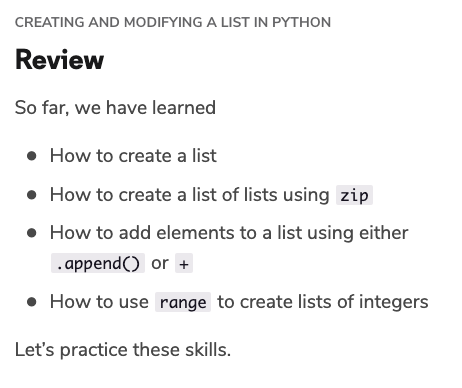 CREATING AND MODIFYING A LIST IN PYTHON
Review
So far, we have learned
• How to create a list
• How to create a list of lists using zip
• How to add elements to a list using either
.append() or +
• How to use range to create lists of integers
Let’s practice these skills.